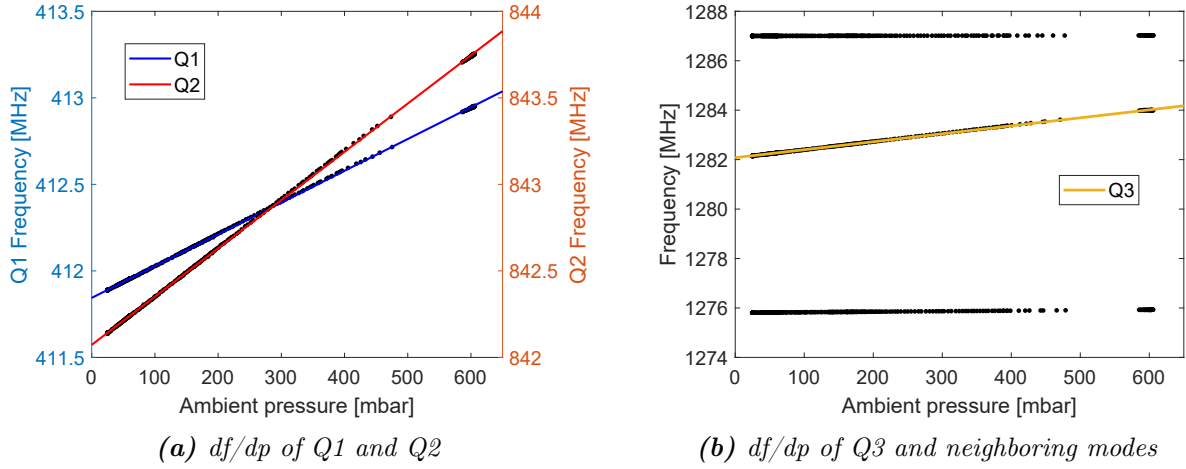 413.5
413
412.5
412
411.5
Q1 Frequency [MHz]
Q1
Q2
844
843.5
843
842.5
842
Q2 Frequency [MHz]
0 100 200 300 400 500 600
Ambient pressure [mbar]
(a) df/dp of Q1 and Q2
1288
1286
1284
1282
1280
1278
1276
1274
Frequency [MHz]
Q3
0 100 200 300 400 500 600
Ambient pressure [mbar]
(b) df/dp of Q3 and neighboring modes